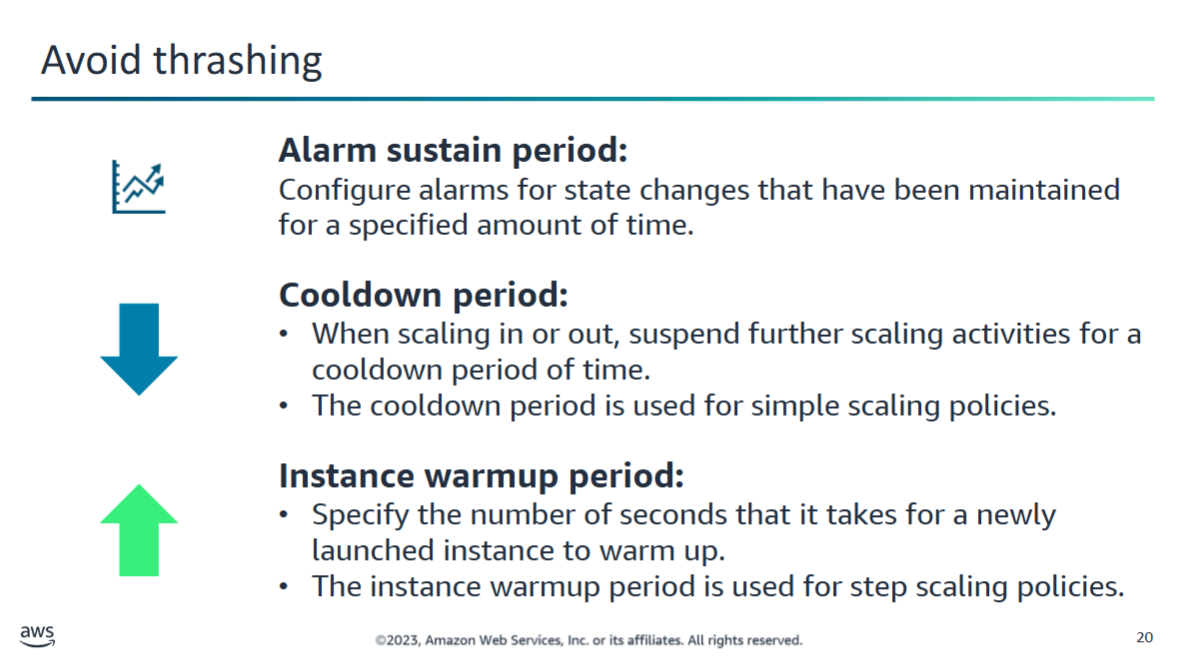 Avoid thrashing
Alarm sustain period:
Configure alarms for state changes that have been maintained
for a specified amount of time.
Cooldown period:
• When scaling in or out, suspend further scaling activities for a
cooldown period of time.
• The cooldown period is used for simple scaling policies.
Instance warmup period:
• Specify the number of seconds that it takes for a newly
launched instance to warm up.
• The instance warmup period is used for step scaling policies.
aws
©2023, Amazon Web Services, Inc. or its affiliates. All rights reserved.
20